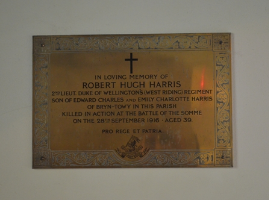 IN LOVING MEMORY OF
ROBERT HUGH HARRIS
2ND LIEUT DUKE OF WELLINGTON'S (WEST RIDING) REGIMENT
SON OF EDWARD CHARLES AND EMILY CHARLOTTE HARRIS
OF BRYN-TOWY IN THIS PARISH
KILLED IN ACTION AT THE BATTLE OF THE SOMME
ON THE 28TH SEPTEMBER 1916 · AGED 39
PRO REGE ET PATRIA